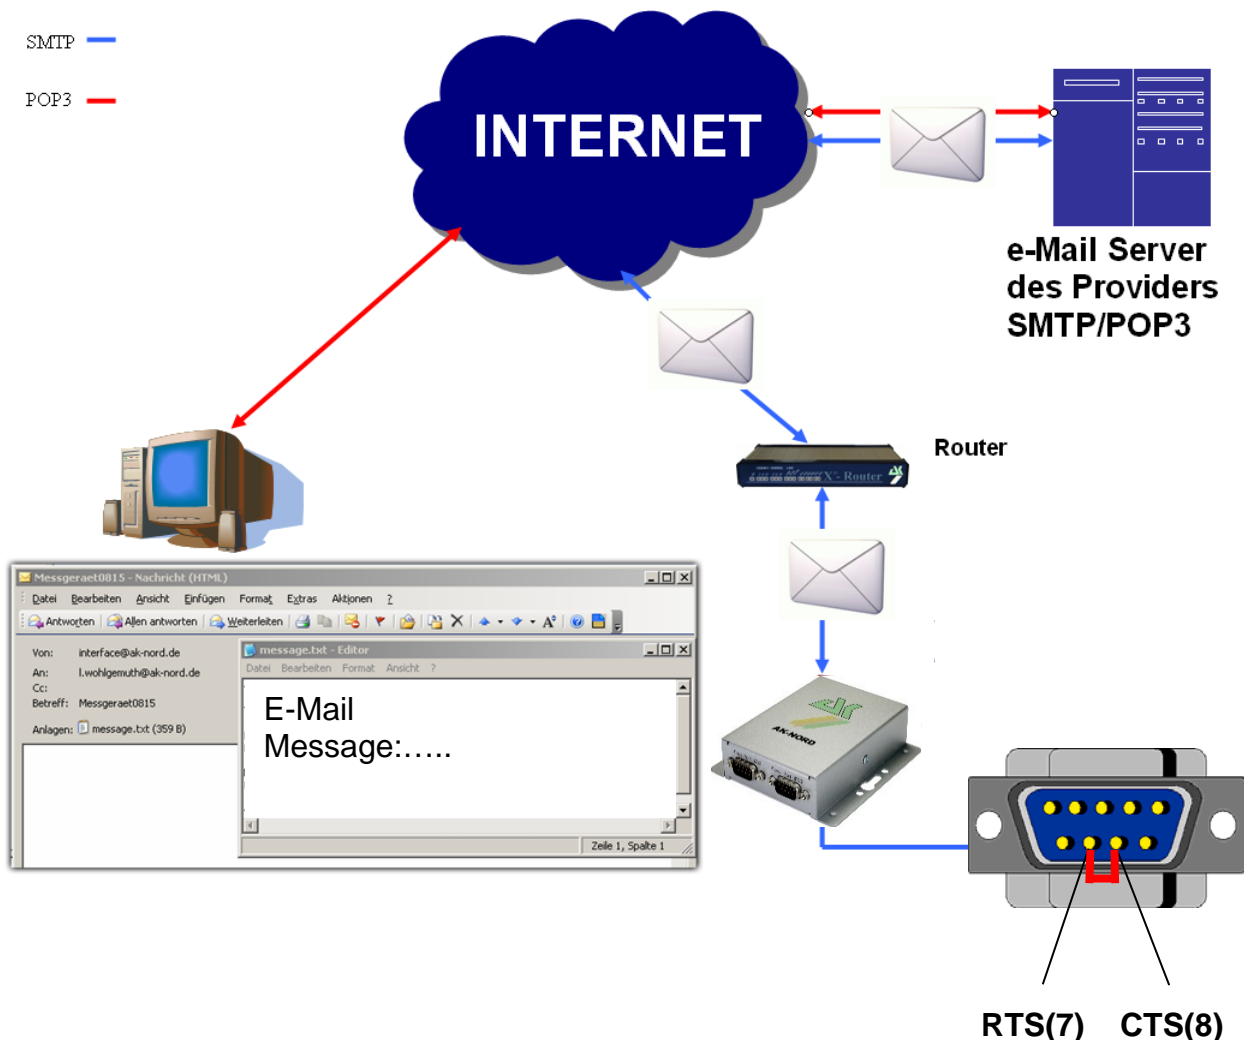 SMTP
POP3
INTERNET
e-Mail Server
des Providers
SMTP/POP3
Router
X - Router
Messgeraet0815 - Nachricht (HTML)
Datei Bearbeiten Ansicht Einfügen Format Extras Aktionen ?
Antworten Allen antworten Weiterleiten
Von: interface@ak-nord.de
An: l.wohlgemuth@ak-nord.de
Cc:
Betreff: Messgeraet0815
Anlagen: message.txt (359 B)
message.txt - Editor
Datei Bearbeiten Format Ansicht ?
E-Mail
Message:.....
Zeile 1, Spalte 1
AK-NORD
RTS(7) CTS(8)